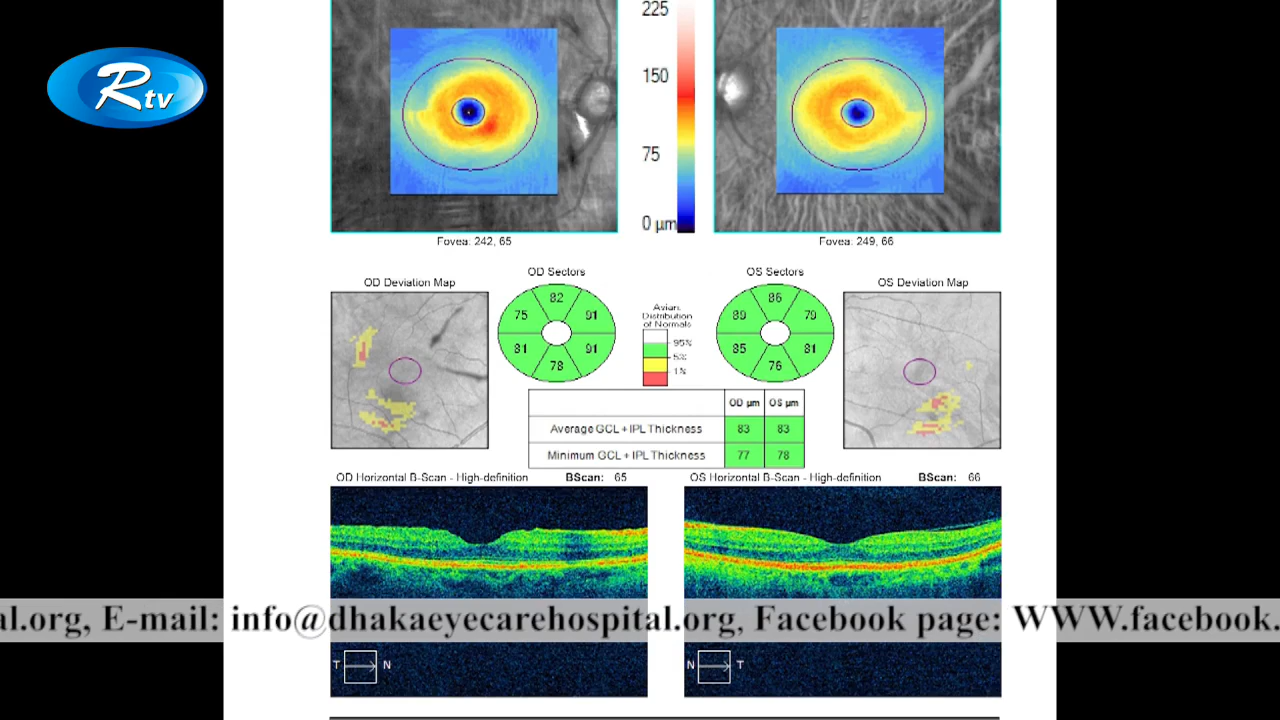 225
R tv
150
75
0 µm
Fovea: 242, 65
Fovea: 249, 66
OD Sectors
OS Sectors
OD Deviation Map
OS Deviation Map
82
75 91
81 91
78
Distribution
of Normals
95%
5%
1%
86
89 79
85 81
76
OD µm OS µm
Average GCL + IPL Thickness 83 83
Minimum GCL + IPL Thickness 77 78
OD Horizontal B-Scan - High-definition BScan: 65
OS Horizontal B-Scan - High-definition BScan: 66
al.org, E-mail: info@dhakaeyecarehospital.org, Facebook page: WWW.facebook.
T N
N T